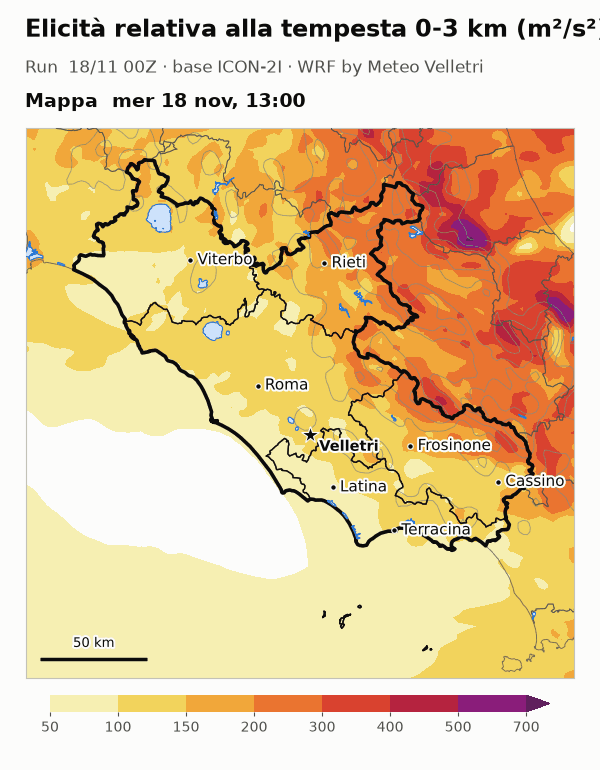 Elicità relativa alla tempesta 0-3 km (m²/s²)
Run  18/11 00Z · base ICON-2I · WRF by Meteo Velletri
Mappa  mer 18 nov, 13:00
Viterbo
Rieti
Roma
Velletri
Frosinone
Latina
Cassino
Terracina
50 km
50 100 150 200 300 400 500 700